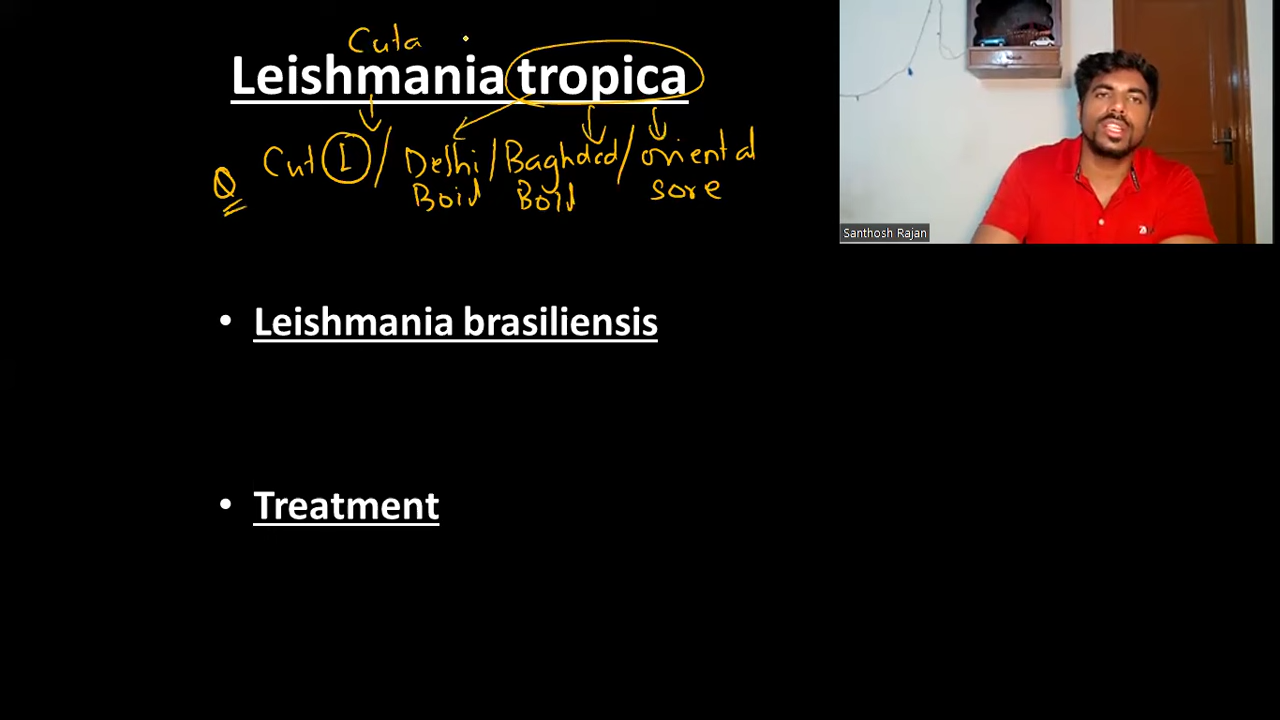 Cuta
Leishmania tropica
Q Cut L / Delhi / Baghdad / oriental
Boil Boil sore
Santhosh Rajan
• Leishmania brasiliensis
• Treatment